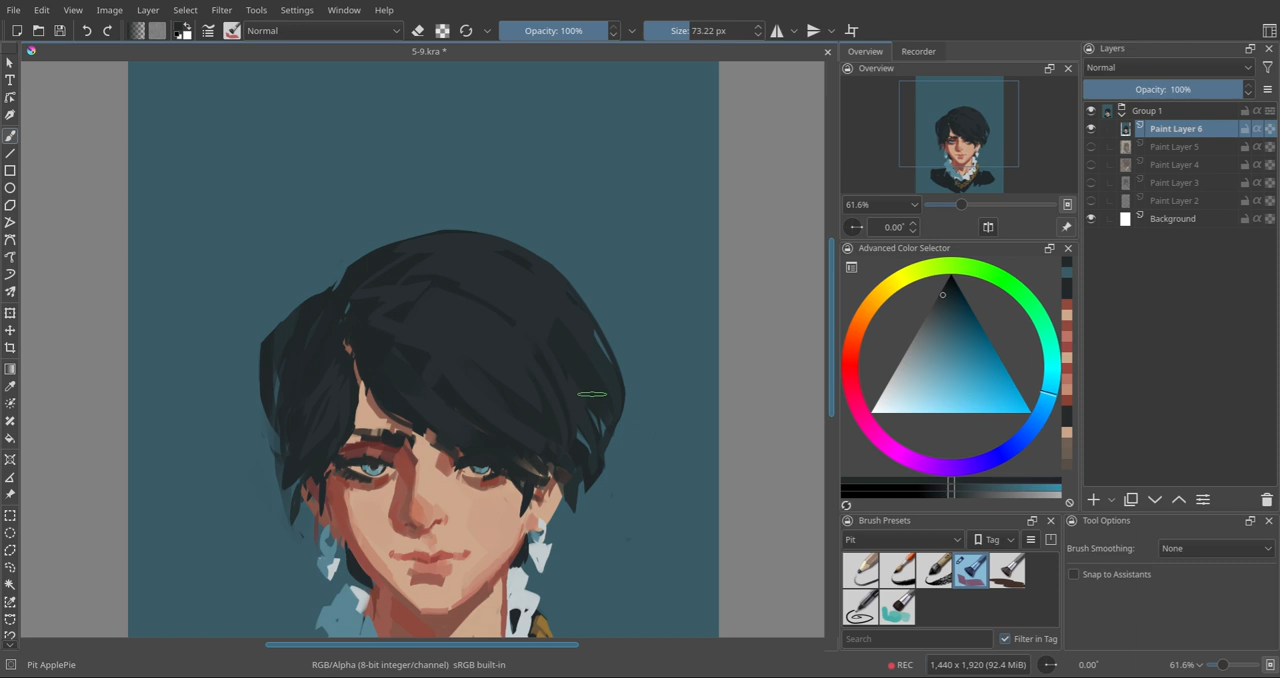 File Edit View Image Layer Select Filter Tools Settings Window Help
Normal Opacity: 100% Size: 73.22 px
5-9.kra *
Overview Recorder
Overview
61.6%
0.00°
Advanced Color Selector
Brush Presets
Pit Tag
Search Filter in Tag
Layers
Normal
Opacity: 100%
Group 1
Paint Layer 6
Paint Layer 5
Paint Layer 4
Paint Layer 3
Paint Layer 2
Background
Tool Options
Brush Smoothing: None
Snap to Assistants
Pit ApplePie RGB/Alpha (8-bit integer/channel) sRGB built-in REC 1,440 x 1,920 (92.4 MiB) 0.00° 61.6%